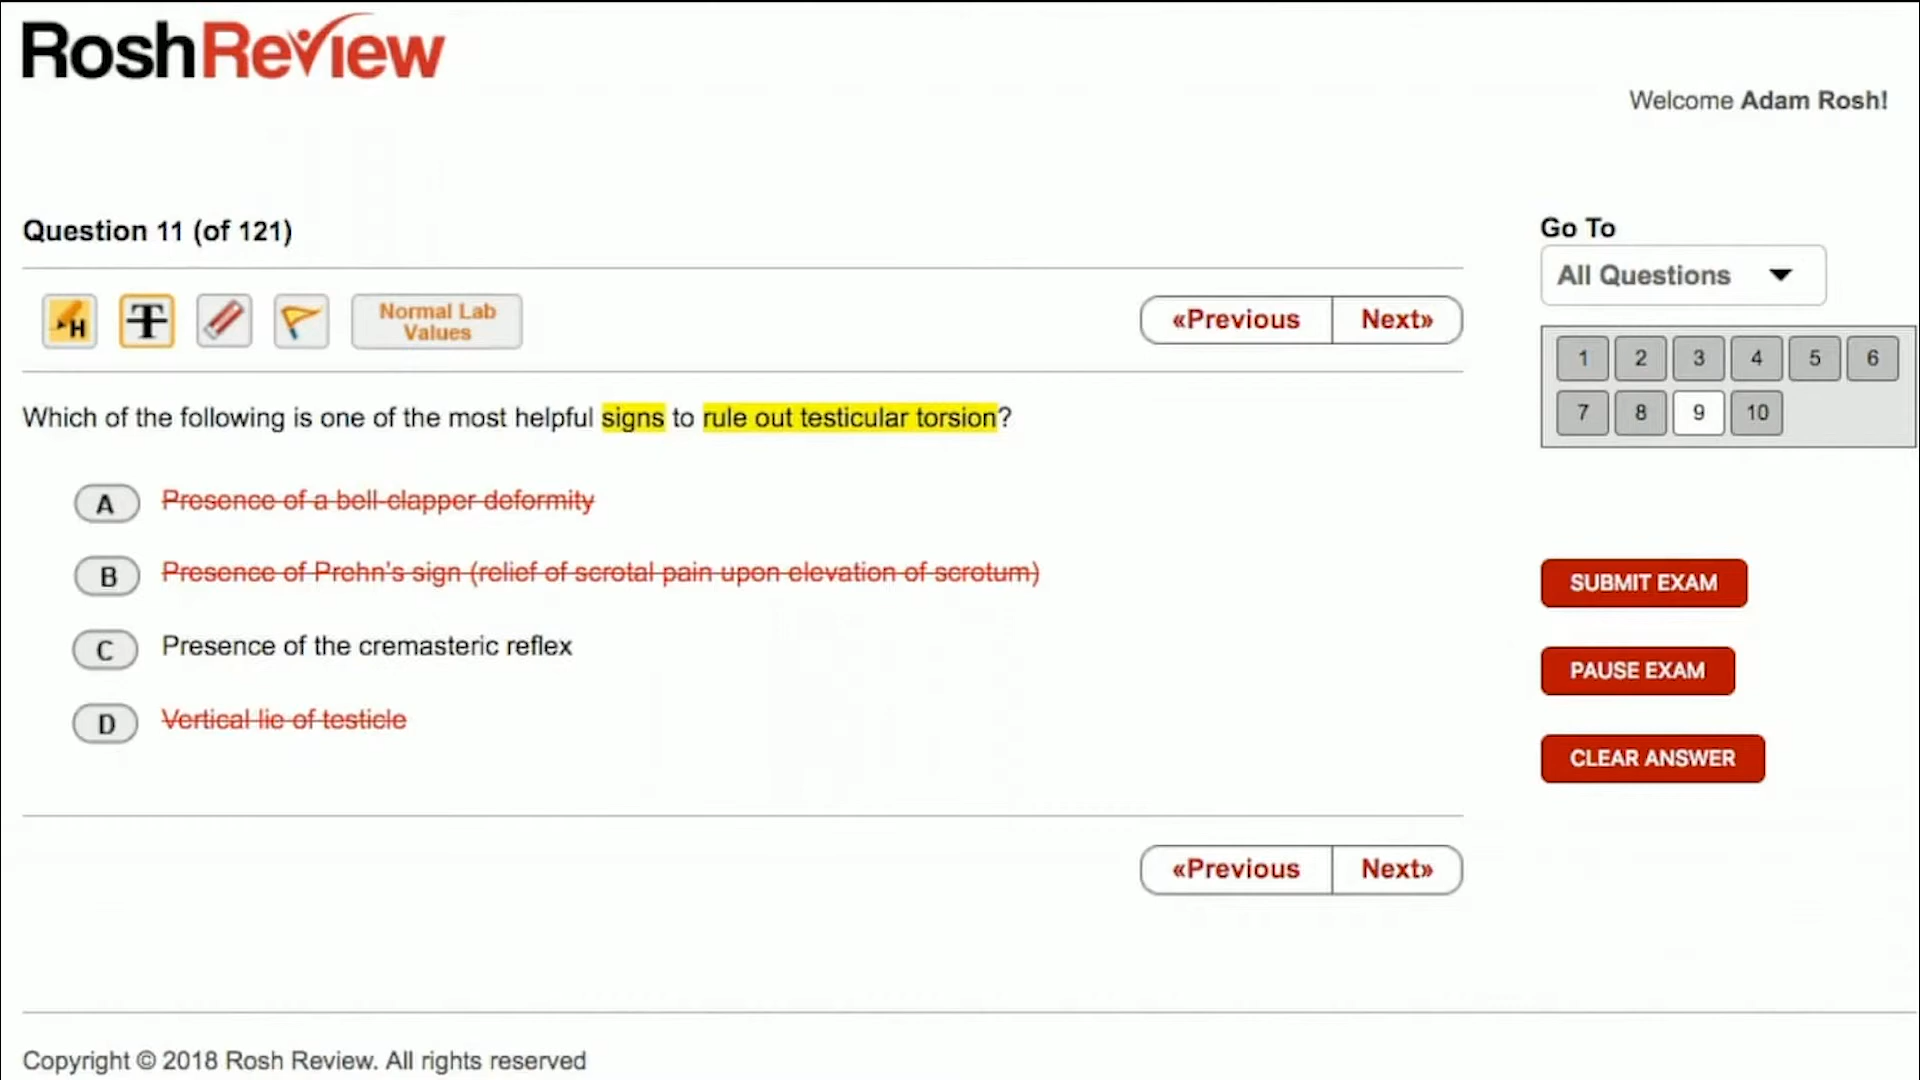 RoshReview
Welcome Adam Rosh!
Question 11 (of 121)
Go To
All Questions
H
T
Normal Lab
Values
«Previous
Next»
1 2 3 4 5 6
7 8 9 10
Which of the following is one of the most helpful signs to rule out testicular torsion?
A Presence of a bell-clapper deformity
B Presence of Prehn's sign (relief of scrotal pain upon elevation of scrotum)
C Presence of the cremasteric reflex
D Vertical lie of testicle
SUBMIT EXAM
PAUSE EXAM
CLEAR ANSWER
«Previous
Next»
Copyright © 2018 Rosh Review. All rights reserved